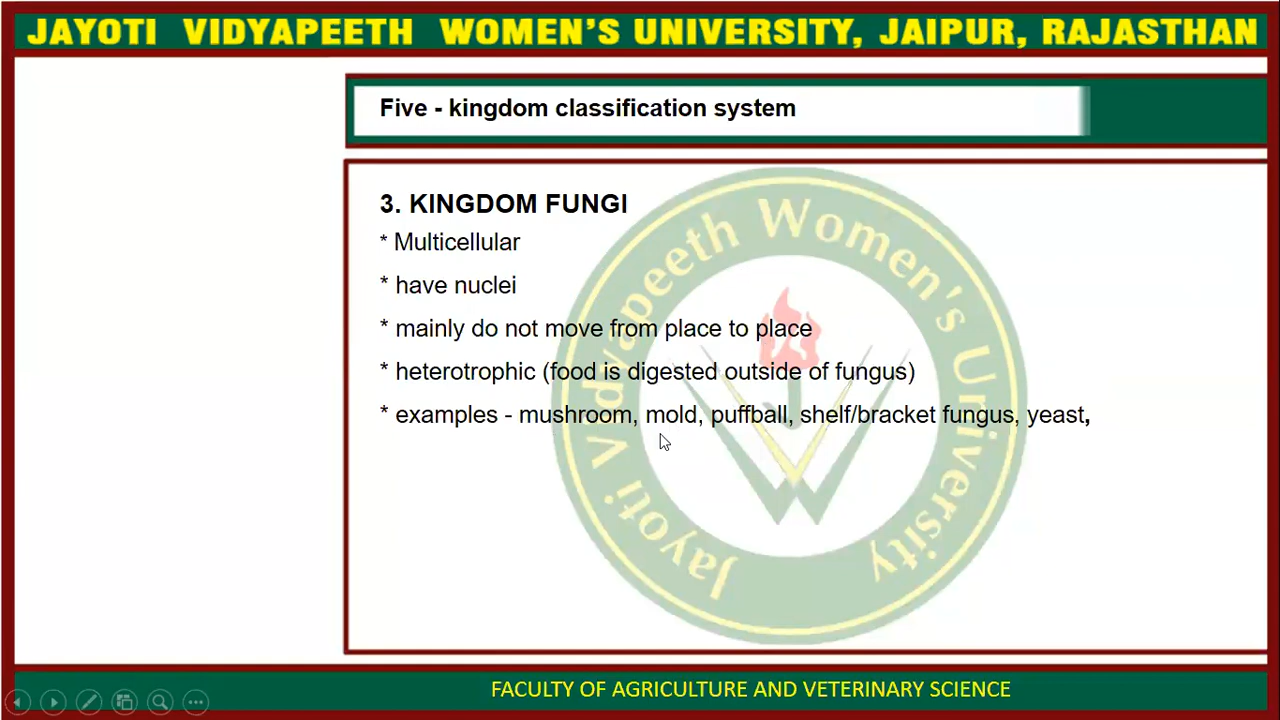 JAYOTI VIDYAPEETH WOMEN'S UNIVERSITY, JAIPUR, RAJASTHAN
Five - kingdom classification system
3. KINGDOM FUNGI
* Multicellular
* have nuclei
* mainly do not move from place to place
* heterotrophic (food is digested outside of fungus)
* examples - mushroom, mold, puffball, shelf/bracket fungus, yeast,
Jayoti Vidyapeeth Women's University
FACULTY OF AGRICULTURE AND VETERINARY SCIENCE